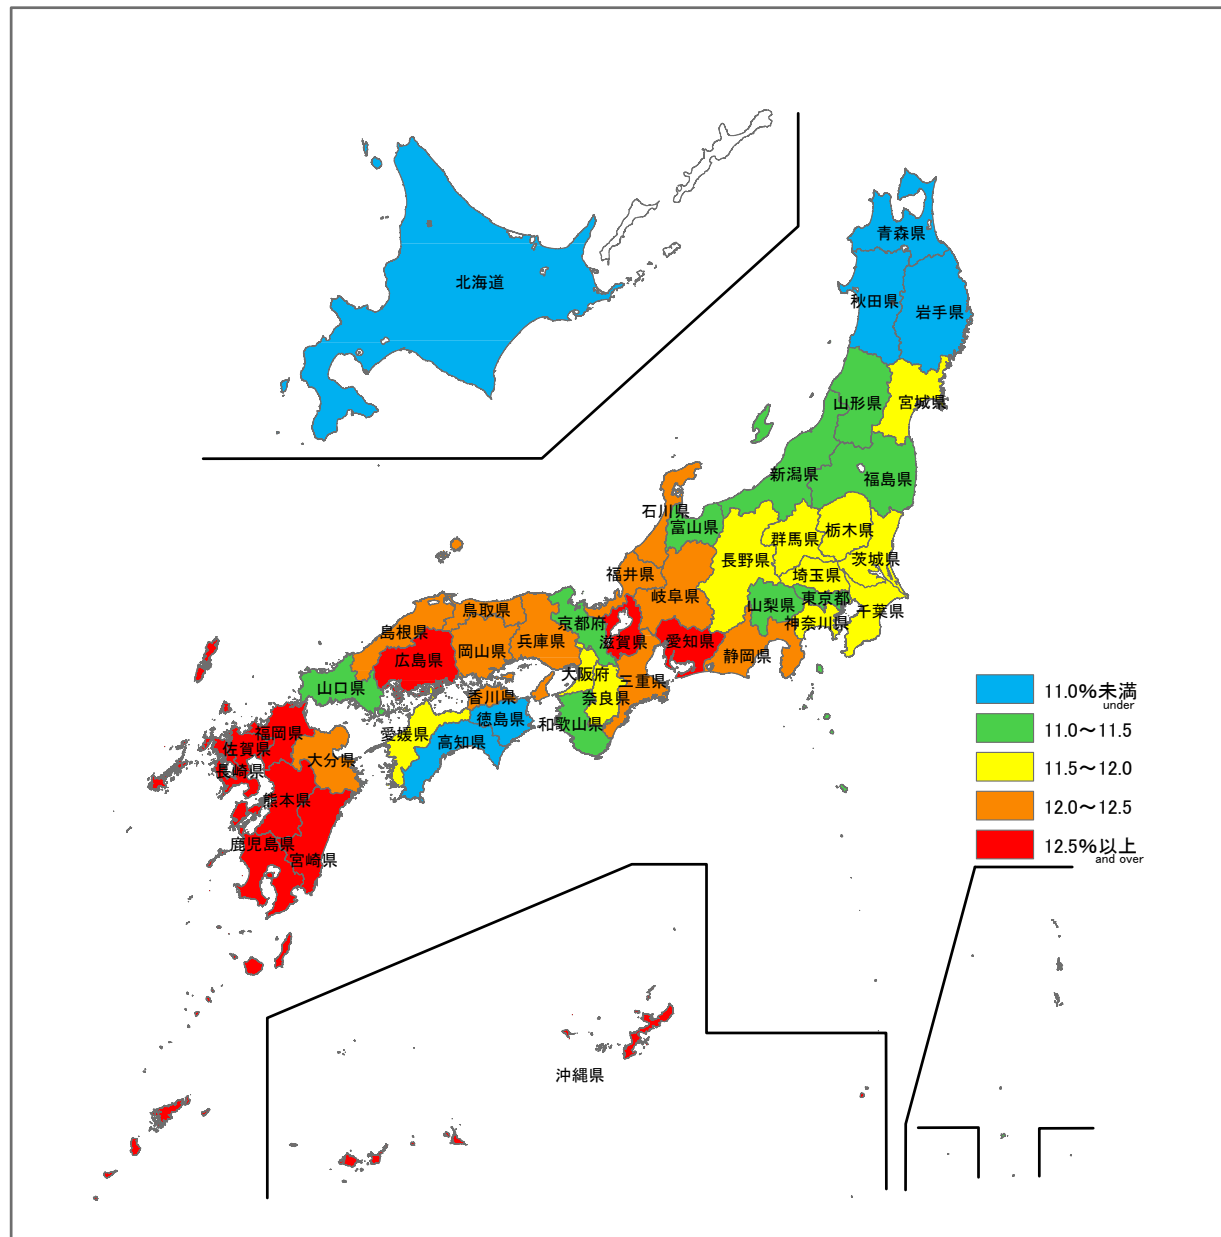 北海道
青森県
秋田県
岩手県
山形県
宮城県
新潟県
福島県
石川県
富山県
栃木県
群馬県
長野県
茨城県
福井県
埼玉県
岐阜県
山梨県
東京都
千葉県
神奈川県
鳥取県
京都府
島根県
兵庫県
滋賀県
愛知県
岡山県
静岡県
広島県
大阪府
三重県
山口県
香川県
奈良県
徳島県
和歌山県
福岡県
愛媛県
高知県
佐賀県
大分県
長崎県
熊本県
鹿児島県
宮崎県
沖縄県
11.0%未満
under
11.0～11.5
11.5～12.0
12.0～12.5
12.5%以上
and over